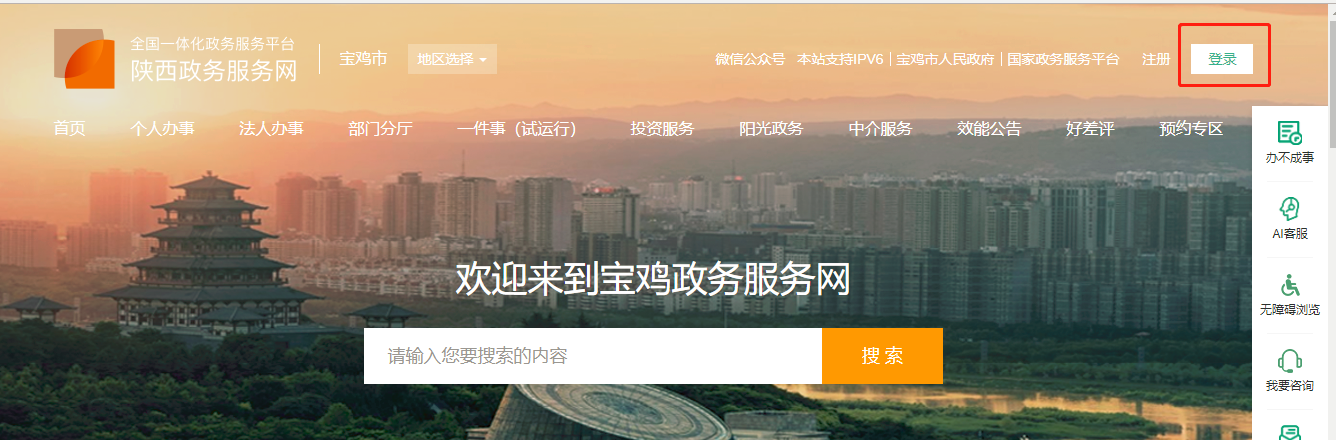 全国一体化政务服务平台
陕西政务服务网
宝鸡市
地区选择
微信公众号 本站支持IPV6 | 宝鸡市人民政府 | 国家政务服务平台 注册 登录
首页 个人办事 法人办事 部门分厅 一件事（试运行） 投资服务 阳光政务 中介服务 效能公告 好差评 预约专区
办不成事
AI客服
无障碍浏览
我要咨询
欢迎来到宝鸡政务服务网
请输入您要搜索的内容 搜 索